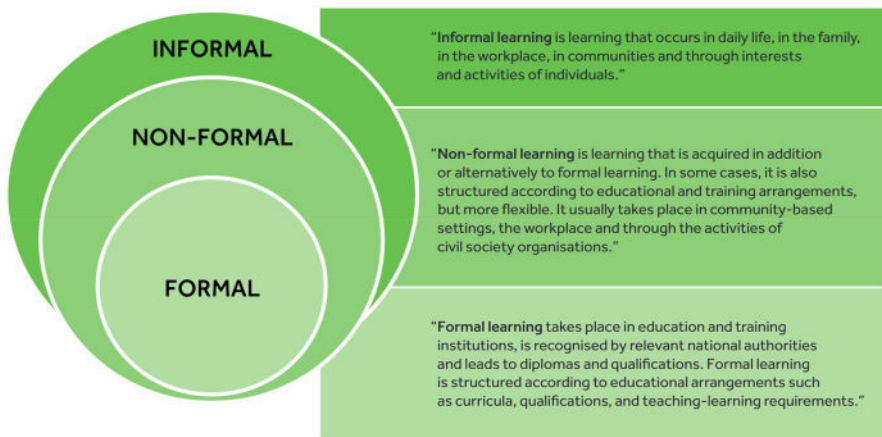 INFORMAL
"Informal learning is learning that occurs in daily life, in the family,
in the workplace, in communities and through interests
and activities of individuals."
NON-FORMAL
"Non-formal learning is learning that is acquired in addition
or alternatively to formal learning. In some cases, it is also
structured according to educational and training arrangements,
but more flexible. It usually takes place in community-based
settings, the workplace and through the activities of
civil society organisations."
FORMAL
"Formal learning takes place in education and training
institutions, is recognised by relevant national authorities
and leads to diplomas and qualifications. Formal learning
is structured according to educational arrangements such
as curricula, qualifications, and teaching-learning requirements."